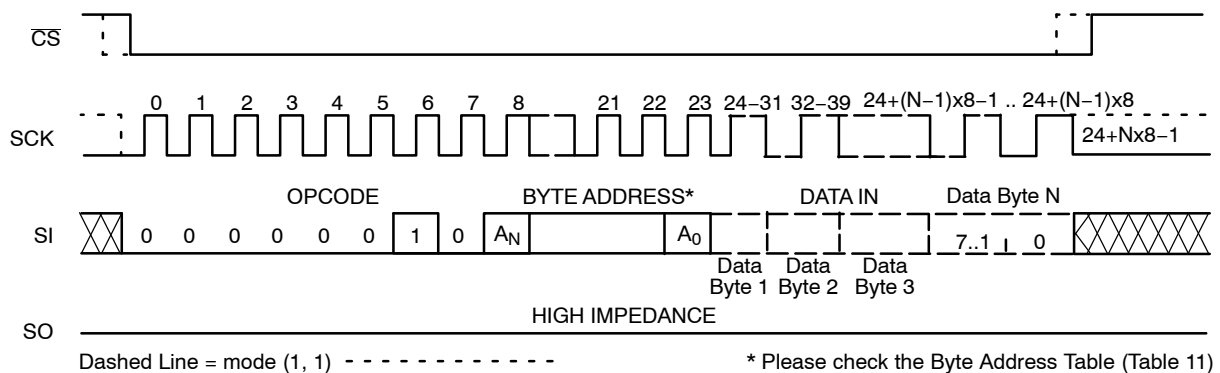 CS
0 1 2 3 4 5 6 7 8 21 22 23 24–31 32–39 24+(N–1)x8–1 .. 24+(N–1)x8
SCK
24+Nx8–1
OPCODE BYTE ADDRESS* DATA IN Data Byte N
SI
0 0 0 0 0 0 1 0 AN A0 7..1 0
Data Byte 1
Data Byte 2
Data Byte 3
HIGH IMPEDANCE
SO
Dashed Line = mode (1, 1)
* Please check the Byte Address Table (Table 11)